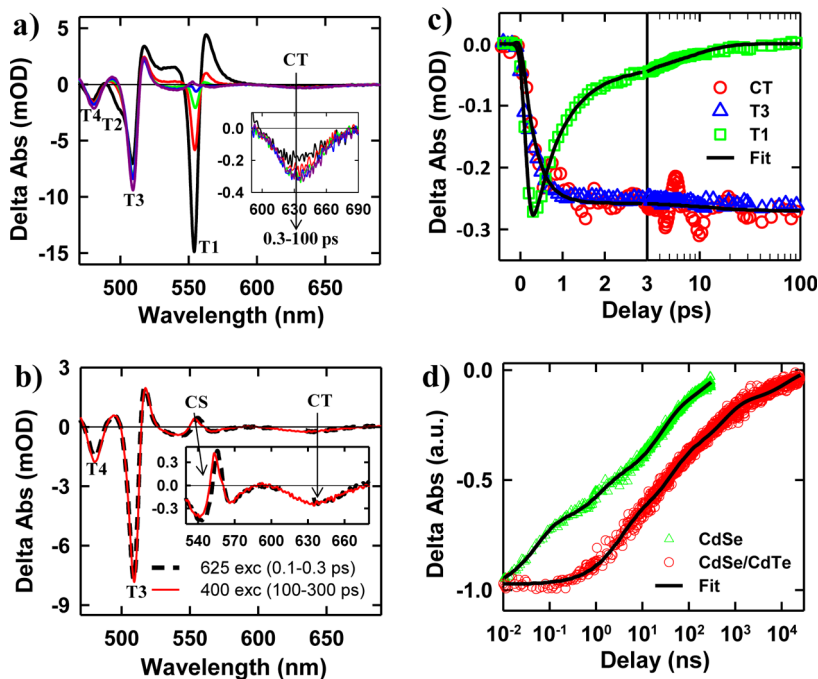 a)
Delta Abs (mOD)
5
0
-5
-10
-15
T4
T2
T3
T1
CT
0.0
-0.2
-0.4
600 630 660 690
0.3-100 ps
500 550 600 650
Wavelength (nm)
c)
Delta Abs (mOD)
0.0
-0.1
-0.2
-0.3
CT
T3
T1
Fit
0 1 2 3 10 100
Delay (ps)
b)
Delta Abs (mOD)
3
0
-3
-6
-9
T4
T3
CS
CT
0.3
0.0
-0.3
540 570 600 630 660
625 exc (0.1-0.3 ps)
400 exc (100-300 ps)
500 550 600 650
Wavelength (nm)
d)
Delta Abs (a.u.)
0.0
-0.5
-1.0
CdSe
CdSe/CdTe
Fit
10⁻² 10⁻¹ 10⁰ 10¹ 10² 10³ 10⁴
Delay (ns)